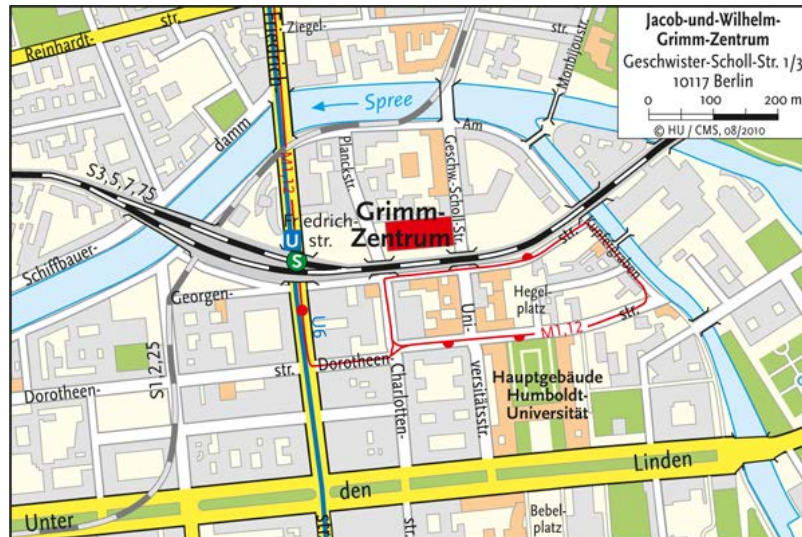 Jacob-und-Wilhelm-
Grimm-Zentrum
Geschwister-Scholl-Str. 1/3
10117 Berlin
0 100 200 m
© HU / CMS, 08/2010
Reinhardt-
str.
Ziegel-
str.
Monbijoustr.
Friedrich-
Spree
damm
Am
M1,12
Planckstr.
Geschw.-Scholl-Str.
S3,5,7,75
U
Friedrich-
str.
S
Grimm-
Zentrum
Schiffbauer-
Georgen-
str.
Kupfergraben
Hegel-
platz
Uni-
versitätsstr.
M1,12
str.
U6
S1,2,25
Dorotheen-
str.
Dorotheen-
Charlotten-
str.
Hauptgebäude
Humboldt-
Universität
Unter
den
Linden
str.
Bebel-
platz